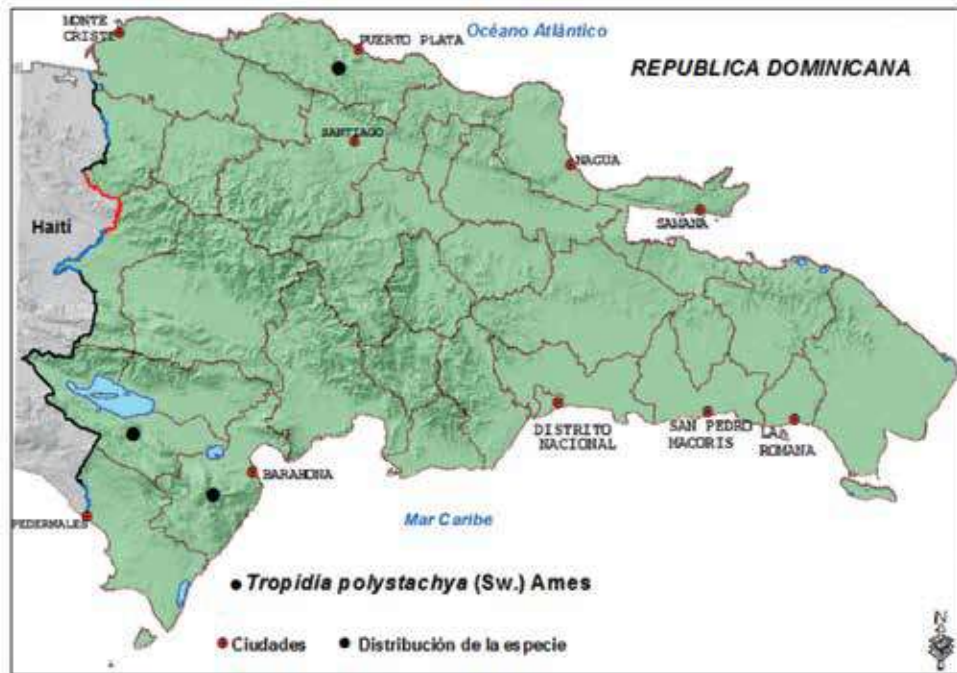 MONTE
CRISTE
PUERTO PLATA
Océano Atlántico
REPUBLICA DOMINICANA
SANTIAGO
NAGUA
SAMANA
Haití
DISTRITO
NACIONAL
SAN PEDRO
MACORIS
LA
ROMANA
BARAHONA
PEDERNALES
Mar Caribe
Tropidia polystachya (Sw.) Ames
Ciudades
Distribución de la especie
N